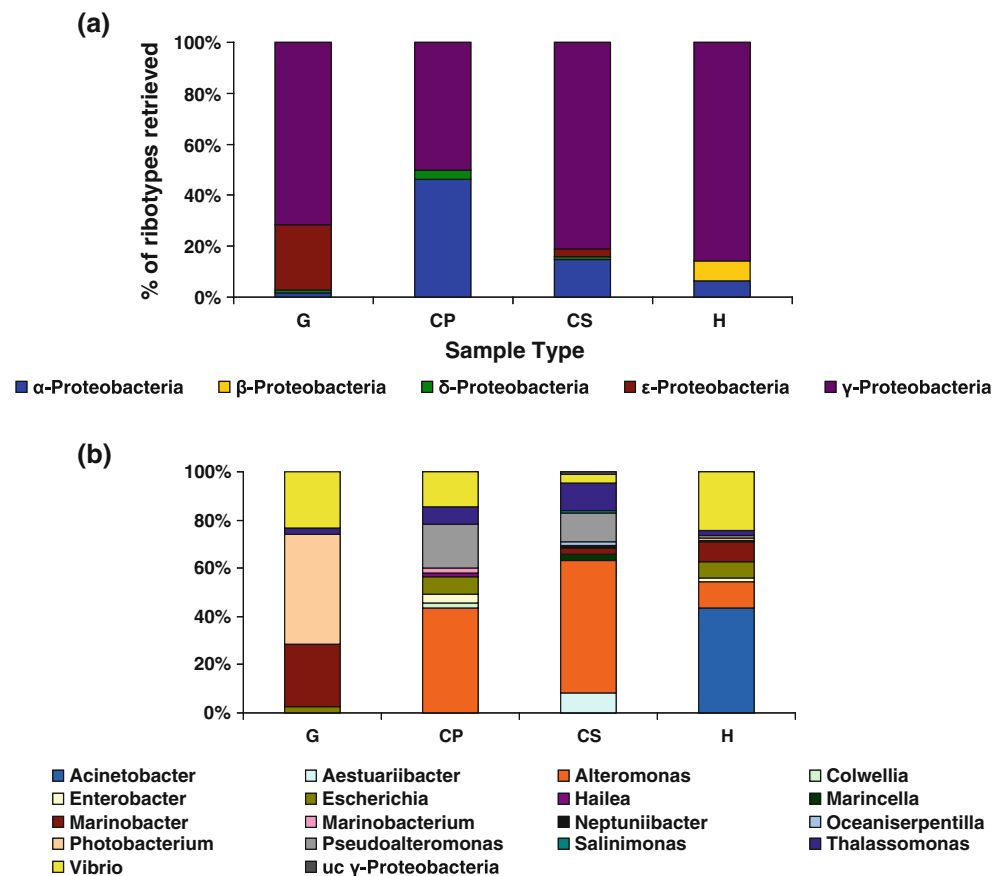 (a)
% of ribotypes retrieved
100%
80%
60%
40%
20%
0%
G CP CS H
Sample Type
α-Proteobacteria β-Proteobacteria δ-Proteobacteria ε-Proteobacteria γ-Proteobacteria
(b)
100%
80%
60%
40%
20%
0%
G CP CS H
Acinetobacter Aestuariibacter Alteromonas Colwellia
Enterobacter Escherichia Hailea Marincella
Marinobacter Marinobacterium Neptuniibacter Oceaniserpentilla
Photobacterium Pseudoalteromonas Salinimonas Thalassomonas
Vibrio uc γ-Proteobacteria